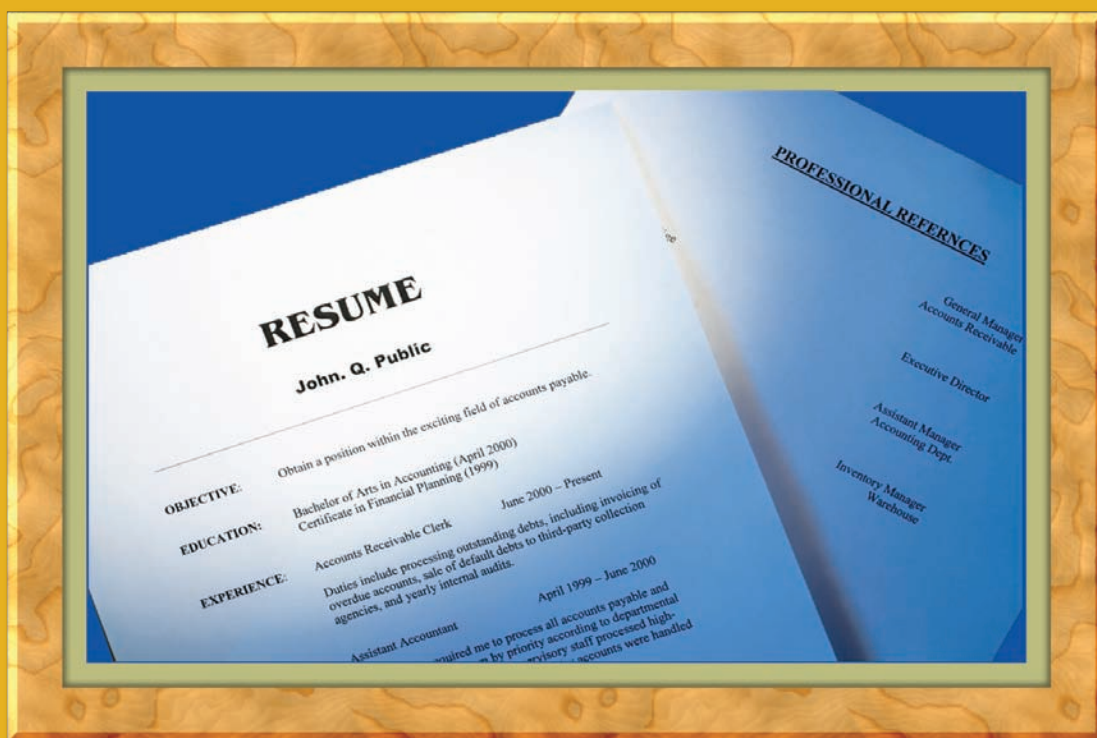 RESUME
John. Q. Public
OBJECTIVE: Obtain a position within the exciting field of accounts payable.
EDUCATION: Bachelor of Arts in Accounting (April 2000)
Certificate in Financial Planning (1999)
EXPERIENCE: Accounts Receivable Clerk June 2000 – Present
Duties include processing outstanding debts, including invoicing of
overdue accounts, sale of default debts to third-party collection
agencies, and yearly internal audits.
Assistant Accountant April 1999 – June 2000
me to process all accounts payable and
by priority according to departmental
staff processed high-
accounts were handled
PROFESSIONAL REFERNCES
General Manager
Accounts Receivable
Executive Director
Assistant Manager
Accounting Dept.
Inventory Manager
Warehouse